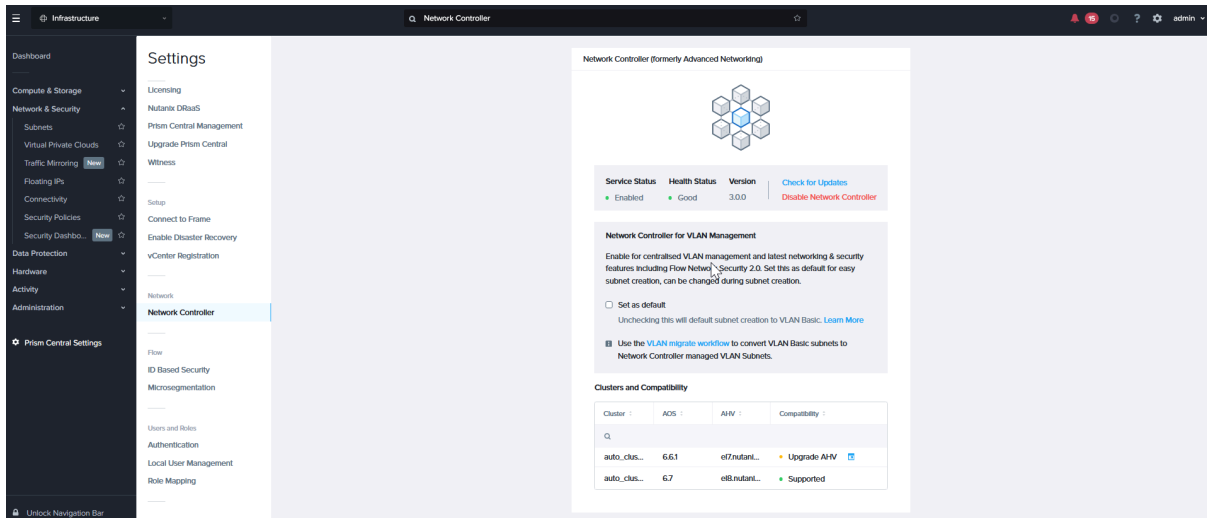 Infrastructure
Network Controller
15
?
admin
Dashboard
Compute & Storage
Network & Security
Subnets
Virtual Private Clouds
Traffic Mirroring New
Floating IPs
Connectivity
Security Policies
Security Dashbo... New
Data Protection
Hardware
Activity
Administration
Prism Central Settings
Unlock Navigation Bar
Settings
Licensing
Nutanix DRaaS
Prism Central Management
Upgrade Prism Central
Witness
Setup
Connect to Frame
Enable Disaster Recovery
vCenter Registration
Network
Network Controller
Flow
ID Based Security
Microsegmentation
Users and Roles
Authentication
Local User Management
Role Mapping
Network Controller (formerly Advanced Networking)
Service Status Health Status Version Check for Updates
Enabled Good 3.0.0 Disable Network Controller
Network Controller for VLAN Management
Enable for centralised VLAN management and latest networking & security
features including Flow Network Security 2.0. Set this as default for easy
subnet creation, can be changed during subnet creation.
Set as default
Unchecking this will default subnet creation to VLAN Basic. Learn More
Use the VLAN migrate workflow to convert VLAN Basic subnets to
Network Controller managed VLAN Subnets.
Clusters and Compatibility
Cluster AOS AHV Compatibility
auto_clus... 6.6.1 el7.nutani... Upgrade AHV
auto_clus... 6.7 el8.nutani... Supported